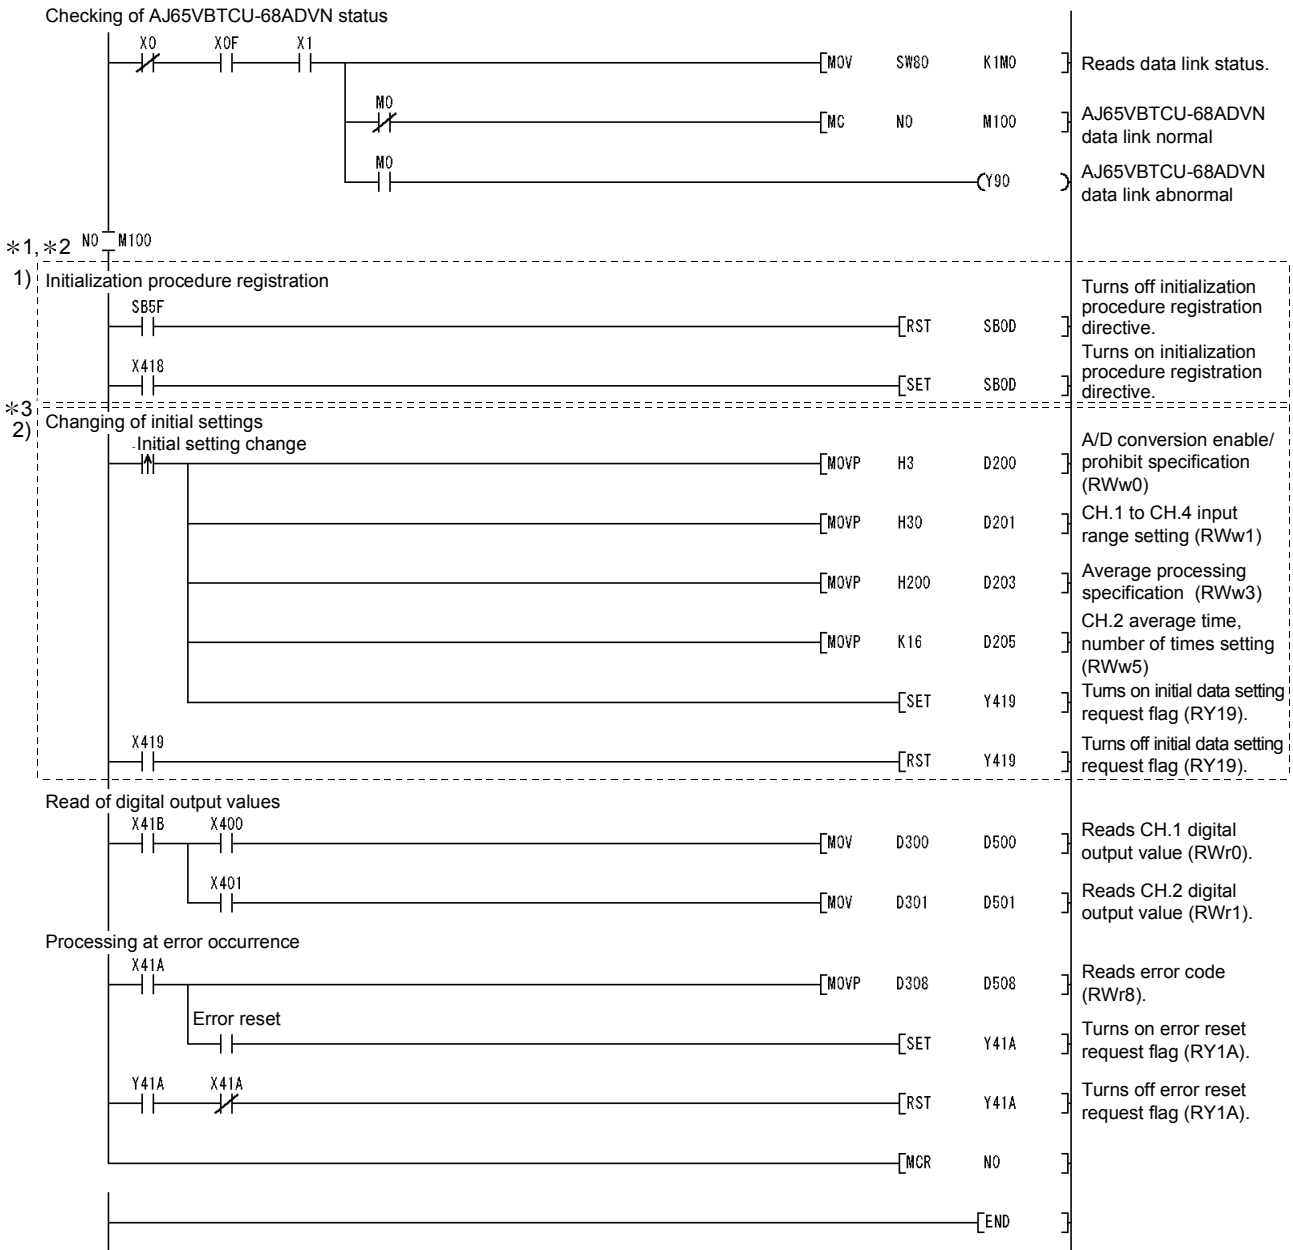 Checking of AJ65VBTCU-68ADVN status
X0 X0F X1
MOV SW80 K1M0 Reads data link status.
M0
MC N0 M100 AJ65VBTCU-68ADVN
data link normal
M0
Y90 AJ65VBTCU-68ADVN
data link abnormal
*1, *2 N0 M100
1) Initialization procedure registration
SB5F
RST SB0D Turns off initialization
procedure registration
directive.
X418
SET SB0D Turns on initialization
procedure registration
directive.
*3
2) Changing of initial settings
Initial setting change
MOVP H3 D200 A/D conversion enable/
prohibit specification
(RWw0)
MOVP H30 D201 CH.1 to CH.4 input
range setting (RWw1)
MOVP H200 D203 Average processing
specification (RWw3)
MOVP K16 D205 CH.2 average time,
number of times setting
(RWw5)
SET Y419 Turns on initial data setting
request flag (RY19).
X419
RST Y419 Turns off initial data setting
request flag (RY19).
Read of digital output values
X41B X400
MOV D300 D500 Reads CH.1 digital
output value (RWr0).
X401
MOV D301 D501 Reads CH.2 digital
output value (RWr1).
Processing at error occurrence
X41A
MOVP D308 D508 Reads error code
(RWr8).
Error reset
SET Y41A Turns on error reset
request flag (RY1A).
Y41A X41A
RST Y41A Turns off error reset
request flag (RY1A).
MCR N0
END